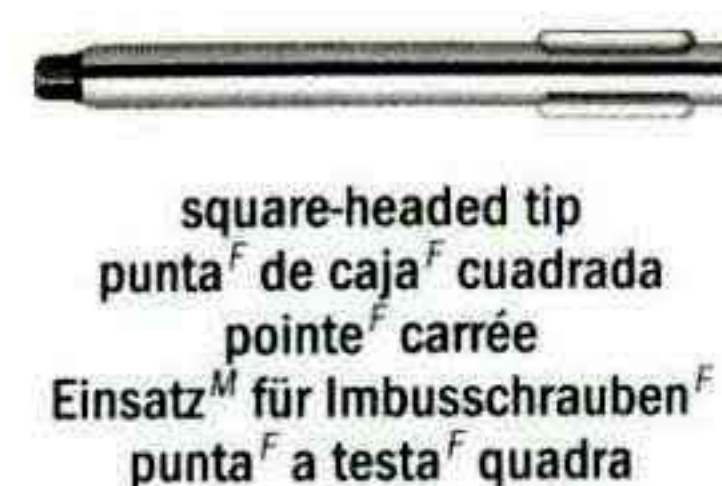 square-headed tip
punta F de caja F cuadrada
pointe F carrée
Einsatz M für Imbusschrauben F
punta F a testa F quadra